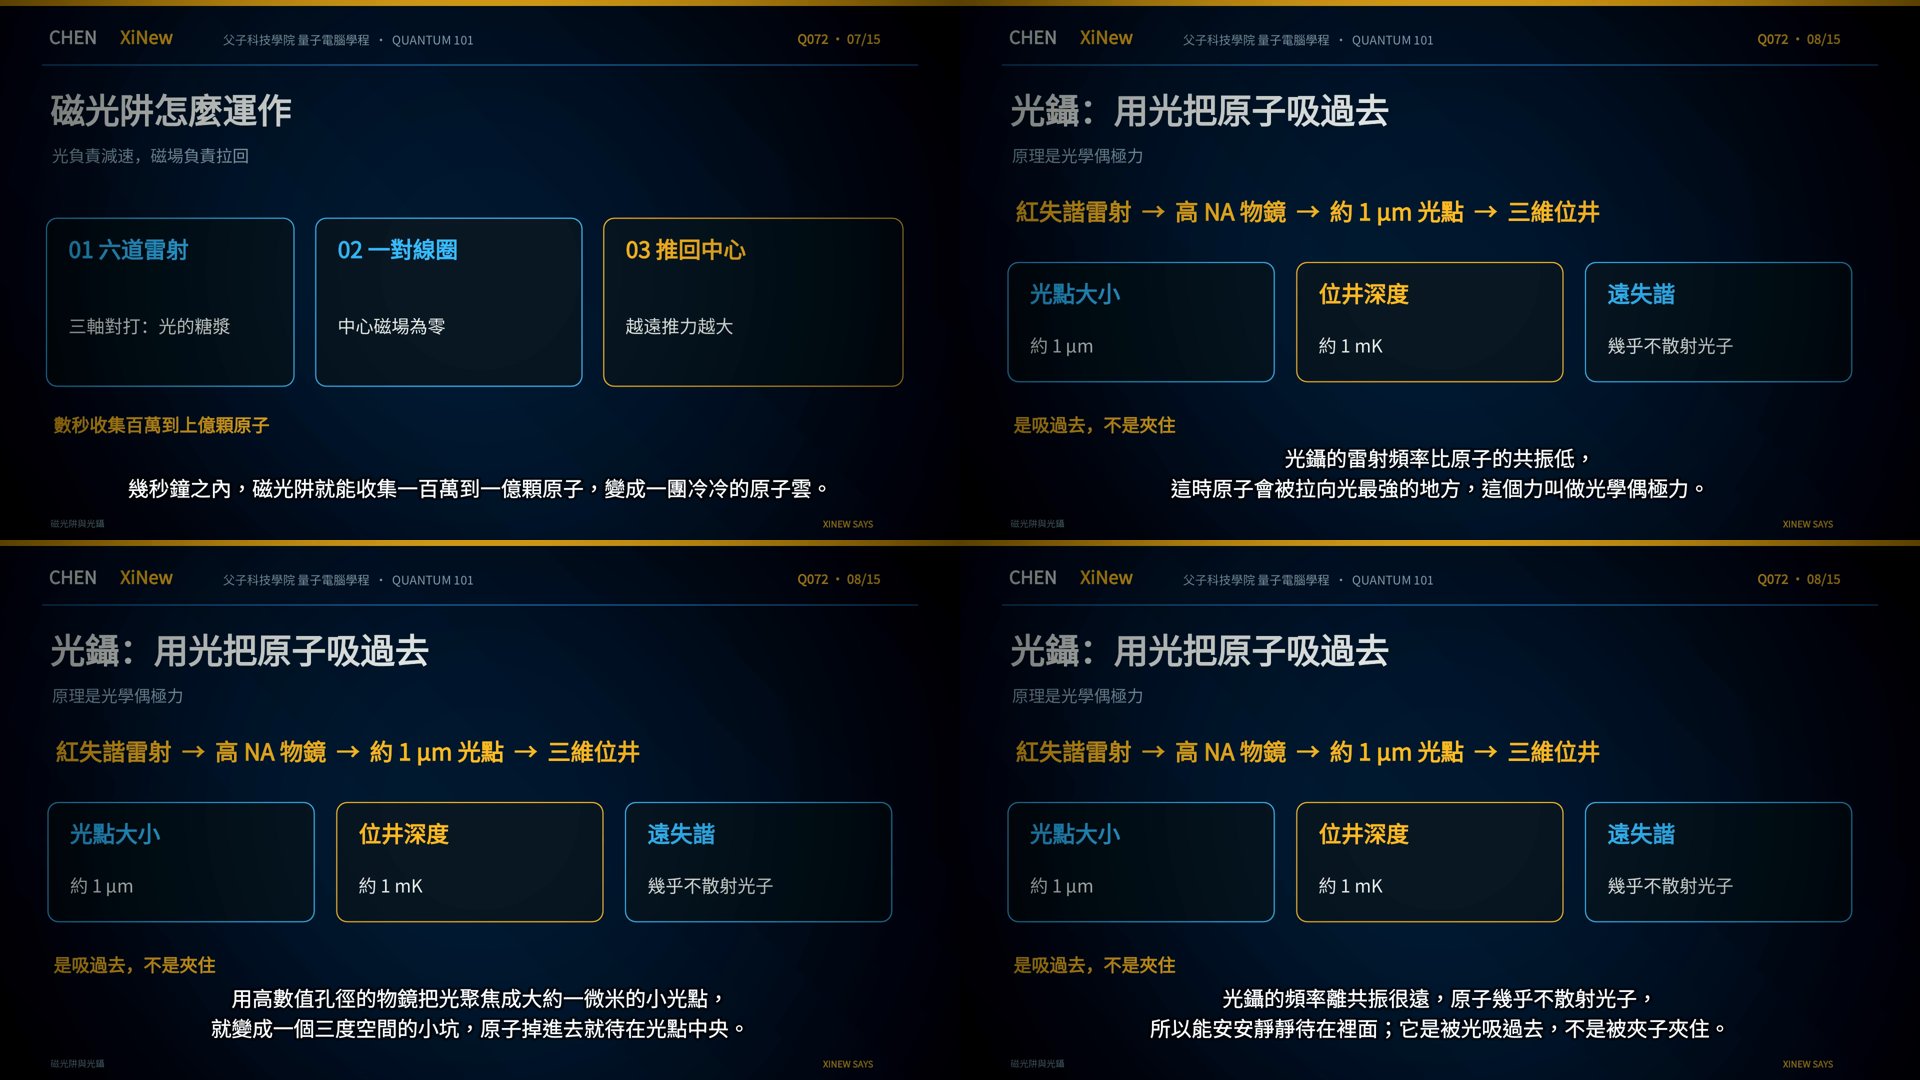 CHEN XiNew 父子科技學院 量子電腦學程 · QUANTUM 101 Q072 · 07/15
磁光阱怎麼運作
光負責減速，磁場負責拉回
01 六道雷射
三軸對打：光的糖漿
02 一對線圈
中心磁場為零
03 推回中心
越遠推力越大
數秒收集百萬到上億顆原子
幾秒鐘之內，磁光阱就能收集一百萬到一億顆原子，變成一團冷冷的原子雲。
磁光阱與光鑷 XINEW SAYS
CHEN XiNew 父子科技學院 量子電腦學程 · QUANTUM 101 Q072 · 08/15
光鑷：用光把原子吸過去
原理是光學偶極力
紅失諧雷射 → 高 NA 物鏡 → 約 1 μm 光點 → 三維位井
光點大小
約 1 μm
位井深度
約 1 mK
遠失諧
幾乎不散射光子
是吸過去，不是夾住
光鑷的雷射頻率比原子的共振低，
這時原子會被拉向光最強的地方，這個力叫做光學偶極力。
磁光阱與光鑷 XINEW SAYS
CHEN XiNew 父子科技學院 量子電腦學程 · QUANTUM 101 Q072 · 08/15
光鑷：用光把原子吸過去
原理是光學偶極力
紅失諧雷射 → 高 NA 物鏡 → 約 1 μm 光點 → 三維位井
光點大小
約 1 μm
位井深度
約 1 mK
遠失諧
幾乎不散射光子
是吸過去，不是夾住
用高數值孔徑的物鏡把光聚焦成大約一微米的小光點，
就變成一個三度空間的小坑，原子掉進去就待在光點中央。
磁光阱與光鑷 XINEW SAYS
CHEN XiNew 父子科技學院 量子電腦學程 · QUANTUM 101 Q072 · 08/15
光鑷：用光把原子吸過去
原理是光學偶極力
紅失諧雷射 → 高 NA 物鏡 → 約 1 μm 光點 → 三維位井
光點大小
約 1 μm
位井深度
約 1 mK
遠失諧
幾乎不散射光子
是吸過去，不是夾住
光鑷的頻率離共振很遠，原子幾乎不散射光子，
所以能安安靜靜待在裡面；它是被光吸過去，不是被夾子夾住。
磁光阱與光鑷 XINEW SAYS